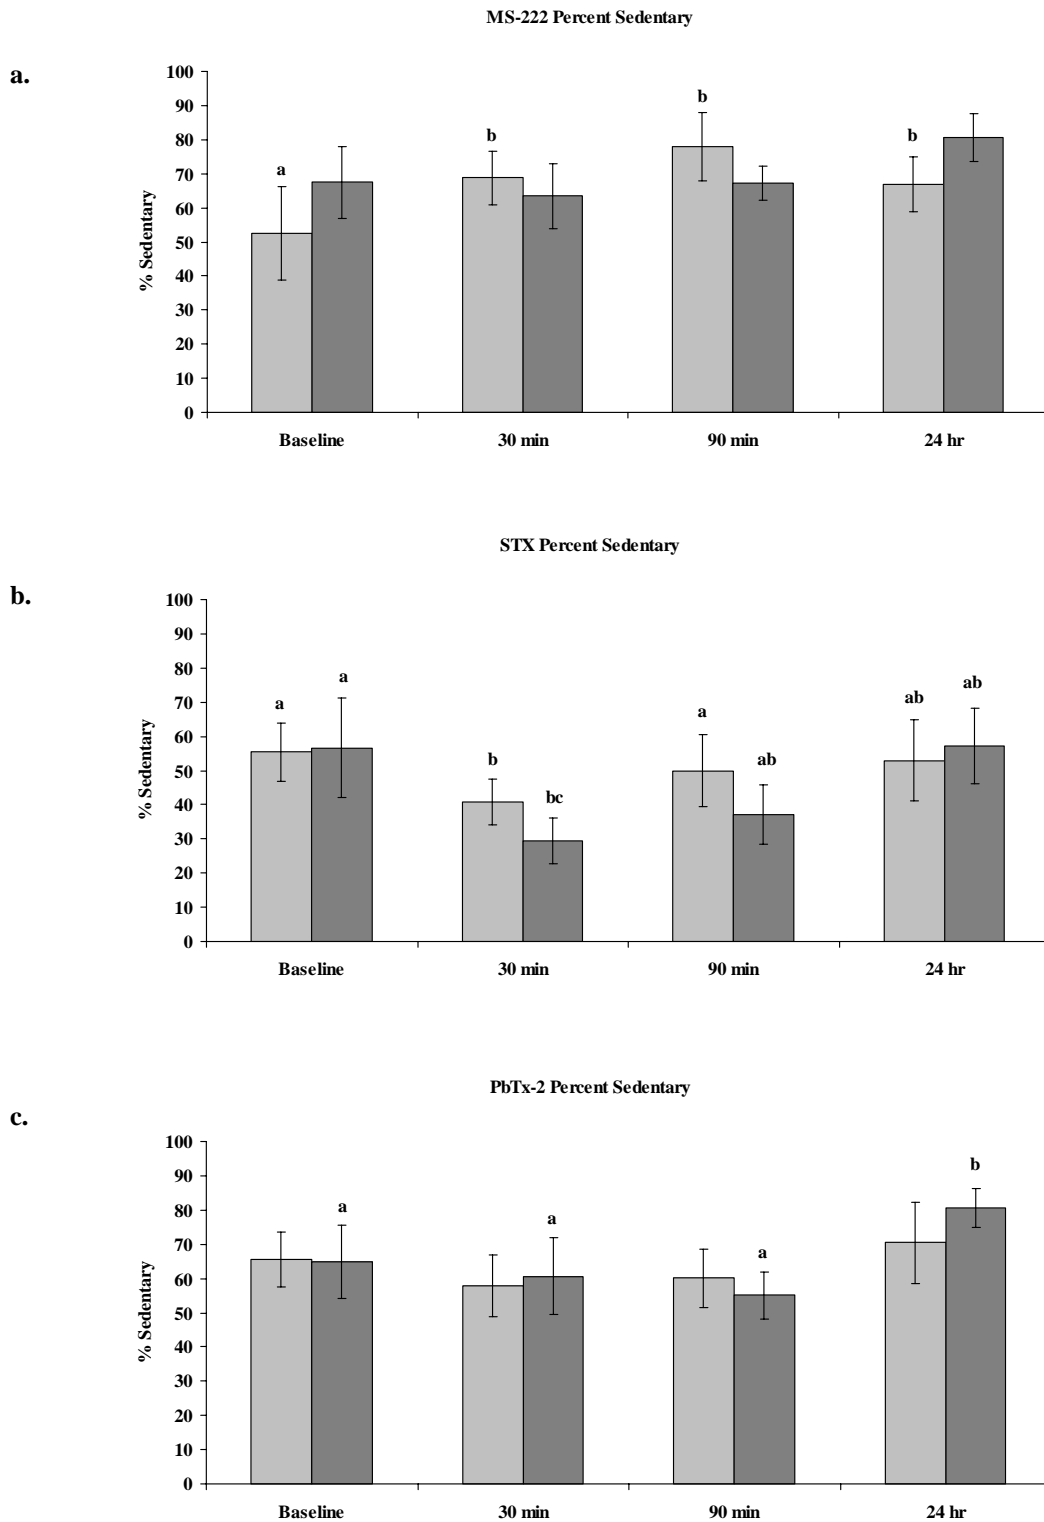 MS-222 Percent Sedentary
a.
% Sedentary
100
90
80
70
60
50
40
30
20
10
0
a
b
b
b
Baseline 30 min 90 min 24 hr
STX Percent Sedentary
b.
% Sedentary
100
90
80
70
60
50
40
30
20
10
0
a a
b bc
a ab
ab ab
Baseline 30 min 90 min 24 hr
PbTx-2 Percent Sedentary
c.
% Sedentary
100
90
80
70
60
50
40
30
20
10
0
a
a
a
b
Baseline 30 min 90 min 24 hr